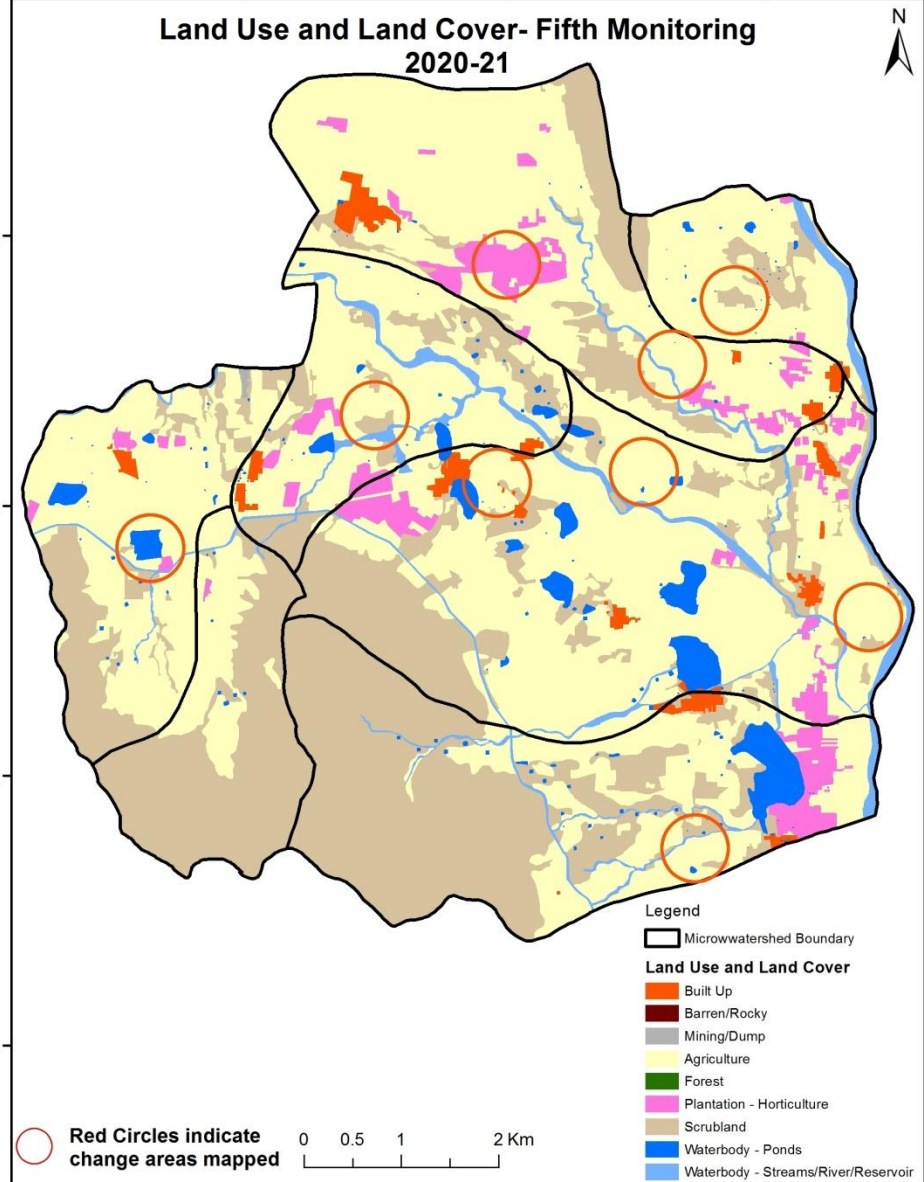 Land Use and Land Cover- Fifth Monitoring
2020-21
N
Legend
Microwwatershed Boundary
Land Use and Land Cover
Built Up
Barren/Rocky
Mining/Dump
Agriculture
Forest
Plantation - Horticulture
Scrubland
Waterbody - Ponds
Waterbody - Streams/River/Reservoir
Red Circles indicate
change areas mapped
0 0.5 1 2 Km